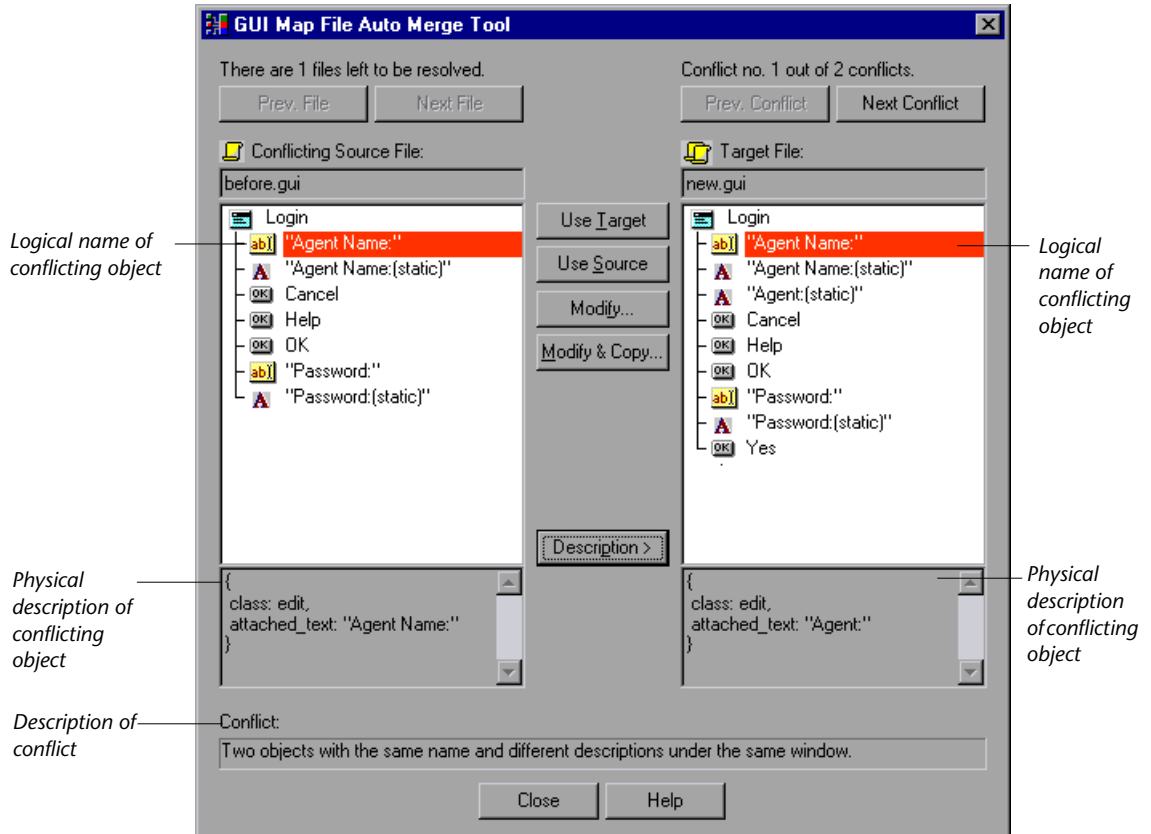 GUI Map File Auto Merge Tool
There are 1 files left to be resolved.
Conflict no. 1 out of 2 conflicts.
Prev. File
Next File
Prev. Conflict
Next Conflict
Conflicting Source File:
Target File:
before.gui
new.gui
Logical name of
conflicting object
Login
"Agent Name:"
"Agent Name:(static)"
Cancel
Help
OK
"Password:"
"Password:(static)"
Use Target
Use Source
Modify...
Modify & Copy...
Description >
Login
"Agent Name:"
"Agent Name:(static)"
"Agent:(static)"
Cancel
Help
OK
"Password:"
"Password:(static)"
Yes
Logical
name of
conflicting
object
Physical
description of
conflicting
object
{
class: edit,
attached_text: "Agent Name:"
}
{
class: edit,
attached_text: "Agent:"
}
Physical
description
of conflicting
object
Description of
conflict
Conflict:
Two objects with the same name and different descriptions under the same window.
Close
Help